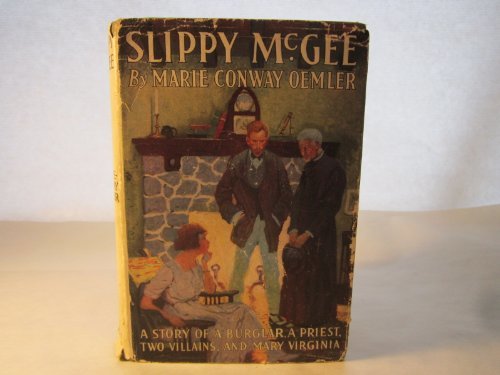 SLIPPY McGEE
By MARIE CONWAY OEMLER
A STORY OF A BURGLAR, A PRIEST,
TWO VILLAINS, AND MARY VIRGINIA